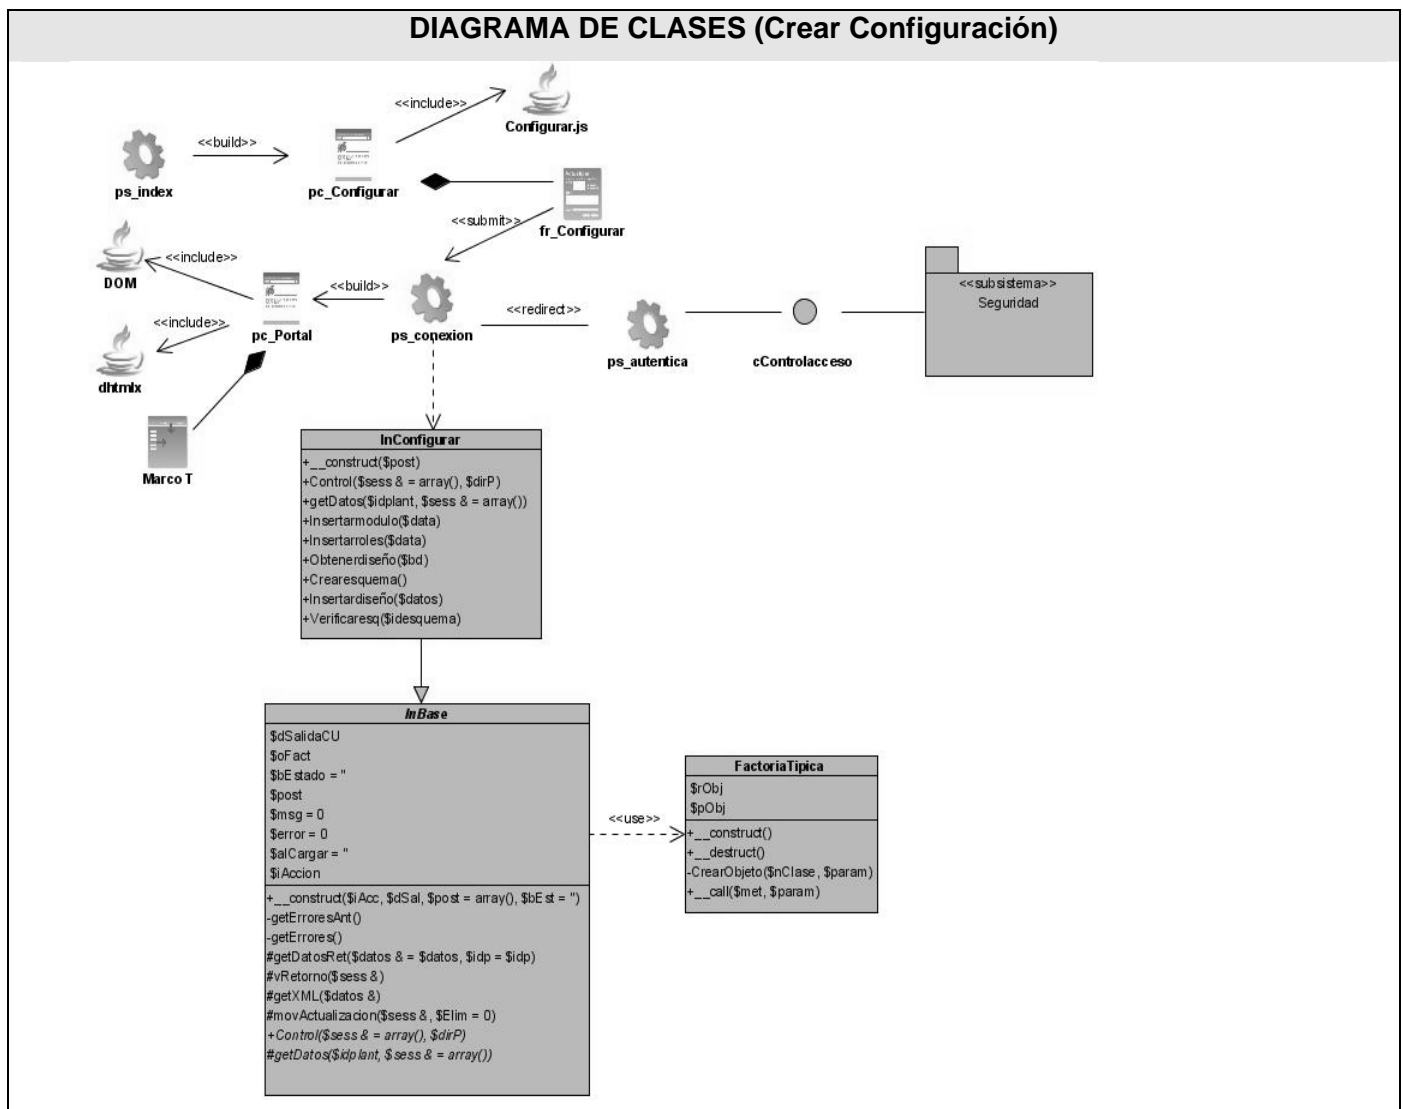 DIAGRAMA DE CLASES (Crear Configuración)
<<include>>
Configurar.js
<<build>>
ps_index
pc_Configurar
<<submit>>
fr_Configurar
<<include>>
DOM
<<build>>
<<subsistema>>
Seguridad
<<redirect>>
<<include>>
pc_Portal
ps_conexion
ps_autentica
cControlacceso
dhtmlx
Marco T
InConfigurar
+__construct($post)
+Control($sess & = array(), $dirP)
+getDatos($idplant, $sess & = array())
+Insertarmodulo($data)
+Insertarroles($data)
+Obtenerdiseño($bd)
+Crearesquema()
+Insertardiseño($datos)
+Verificaresq($idesquema)
InBase
$dSalidaCU
$oFact
$bEstado = ''
$post
$msg = 0
$error = 0
$alCargar = ''
$iAccion
+__construct($iAcc, $dSal, $post = array(), $bEst = '')
-getErroresAnt()
-getErrores()
#getDatosRet($datos & = $datos, $idp = $idp)
#vRetorno($sess &)
#getXML($datos &)
#movActualizacion($sess &, $Elim = 0)
+Control($sess & = array(), $dirP)
#getDatos($idplant, $sess & = array())
<<use>>
FactoriaTipica
$rObj
$pObj
+__construct()
+__destruct()
-CrearObjeto($nClase, $param)
+__call($met, $param)